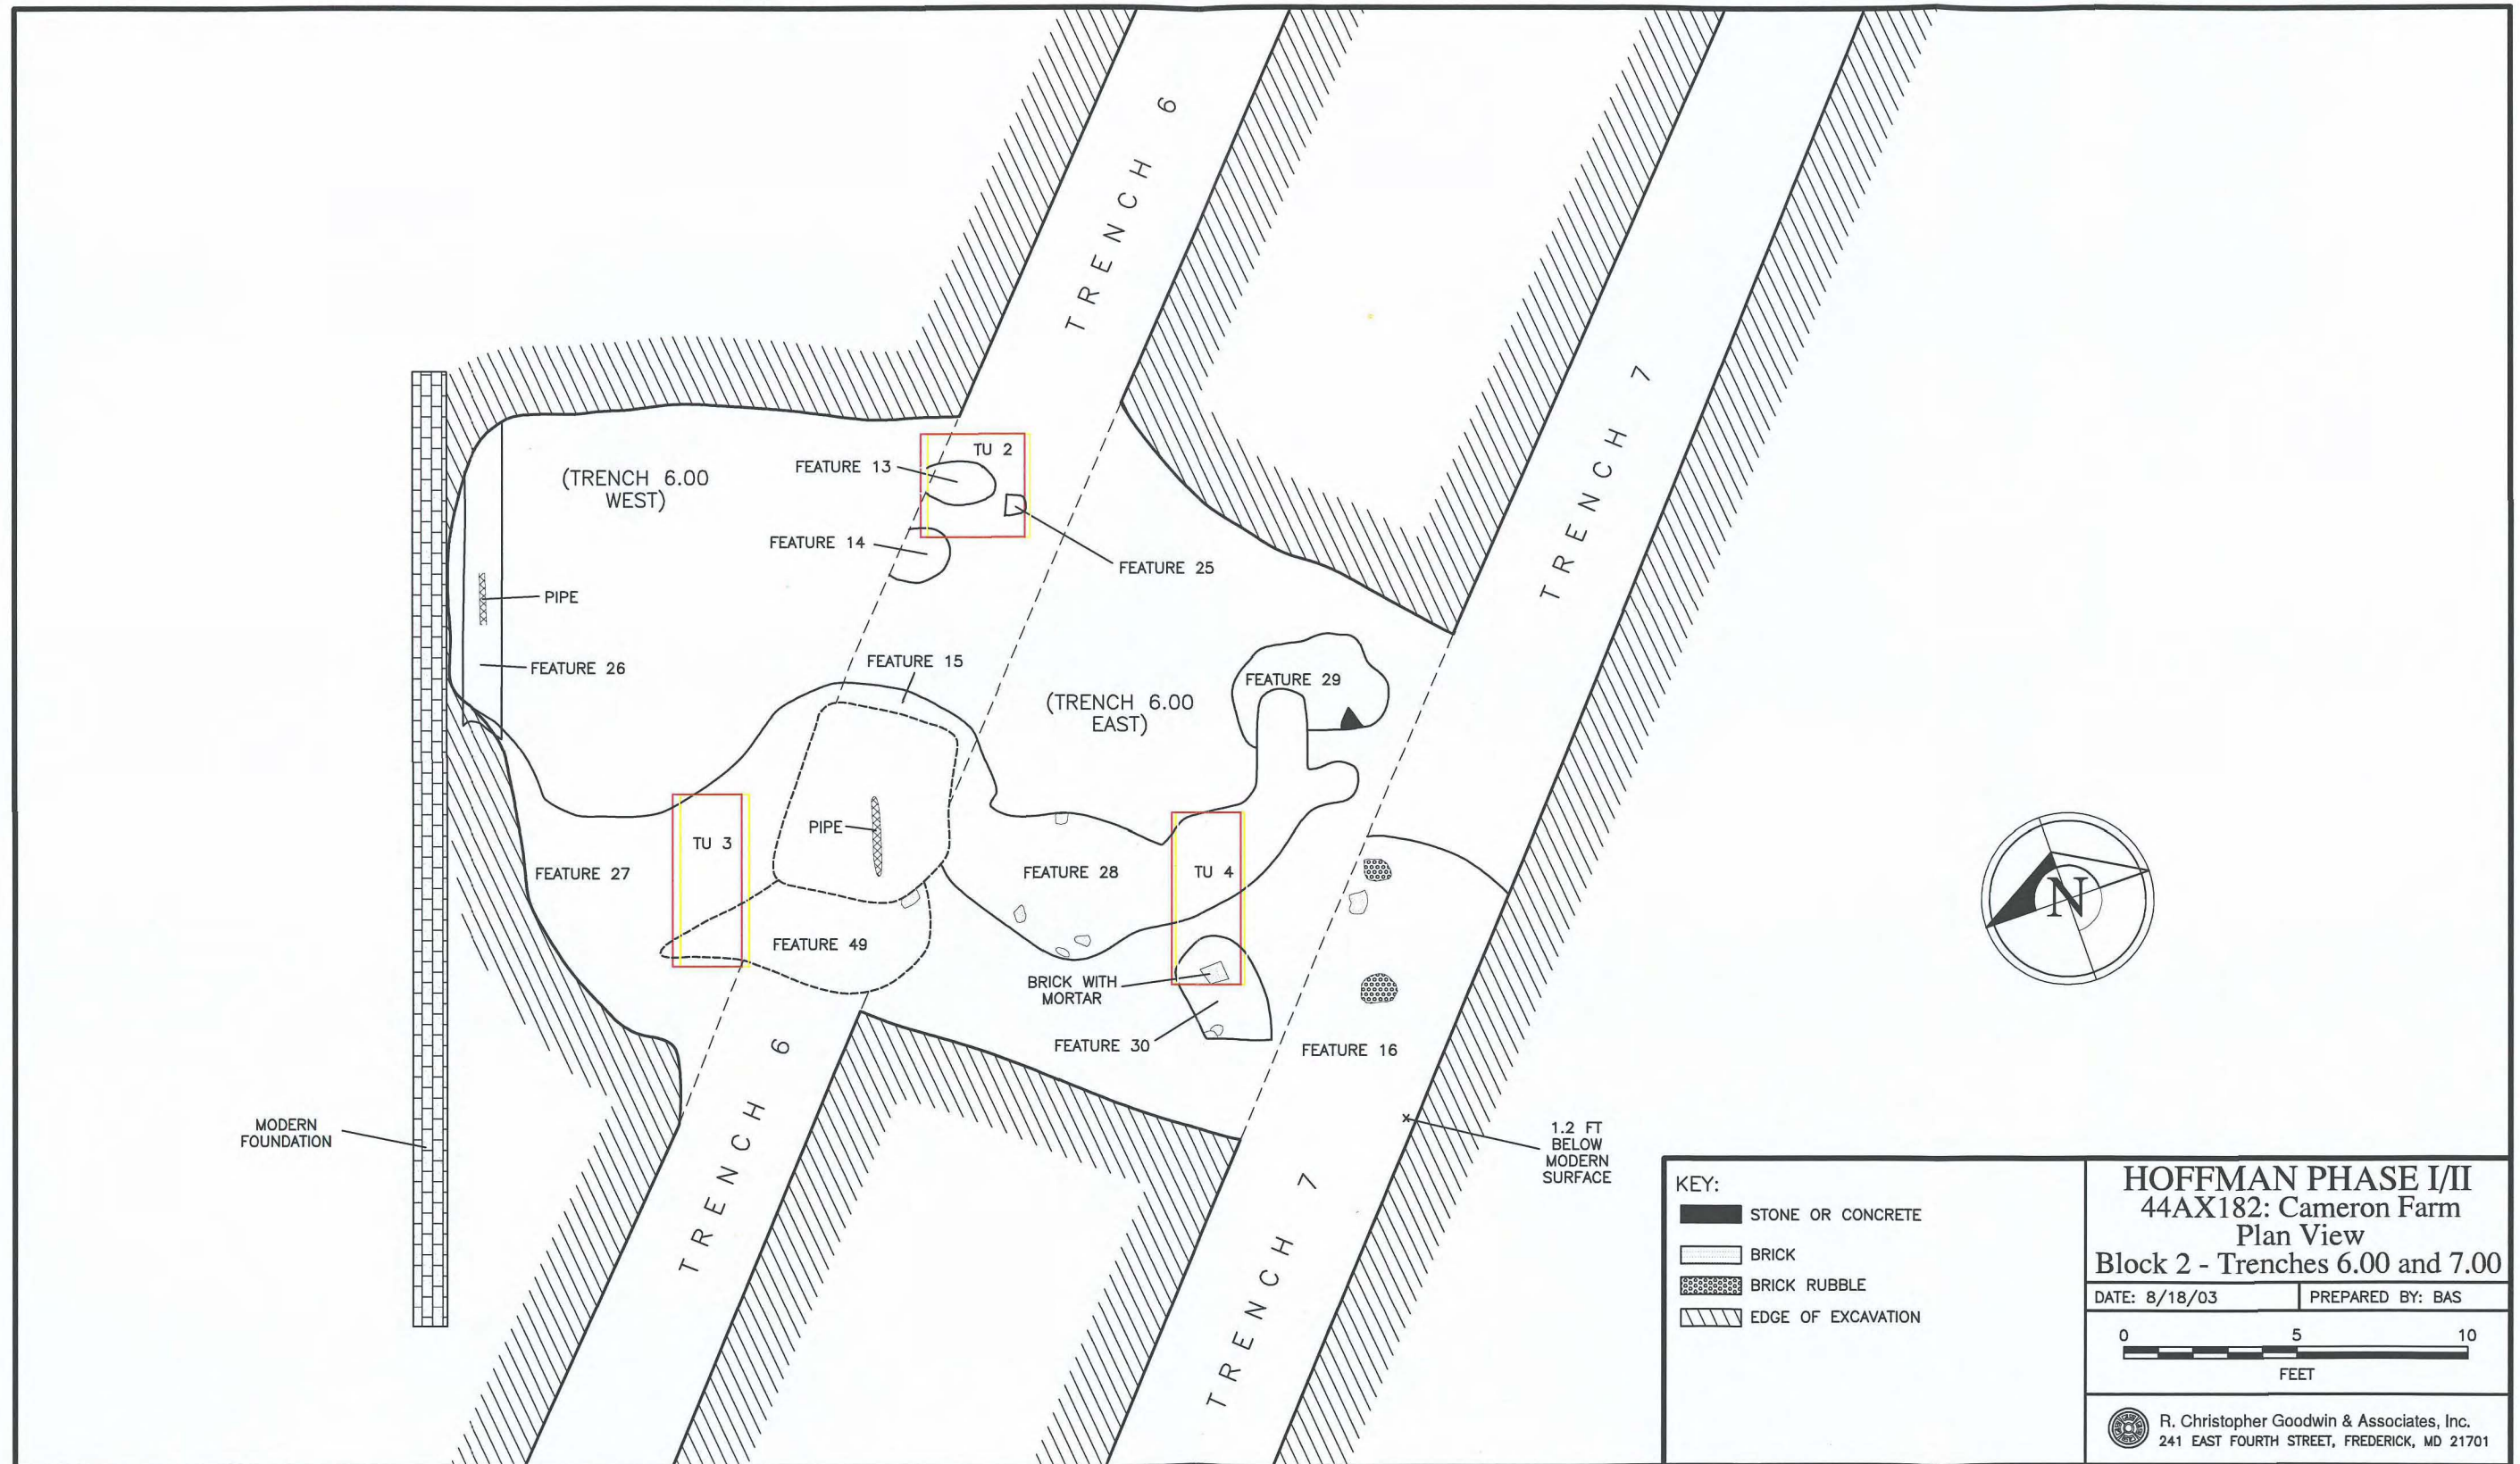 TRENCH 6
TRENCH 7
(TRENCH 6.00
WEST)
TU 2
FEATURE 13
FEATURE 14
FEATURE 25
PIPE
FEATURE 26
FEATURE 15
(TRENCH 6.00
EAST)
FEATURE 29
TU 3
PIPE
FEATURE 27
FEATURE 28
TU 4
FEATURE 49
BRICK WITH
MORTAR
FEATURE 30
FEATURE 16
N
MODERN
FOUNDATION
TRENCH 6
TRENCH 7
1.2 FT
BELOW
MODERN
SURFACE
KEY:
STONE OR CONCRETE
BRICK
BRICK RUBBLE
EDGE OF EXCAVATION
HOFFMAN PHASE I/II
44AX182: Cameron Farm
Plan View
Block 2 - Trenches 6.00 and 7.00
DATE: 8/18/03
PREPARED BY: BAS
0 5 10
FEET
R. Christopher Goodwin & Associates, Inc.
241 EAST FOURTH STREET, FREDERICK, MD 21701